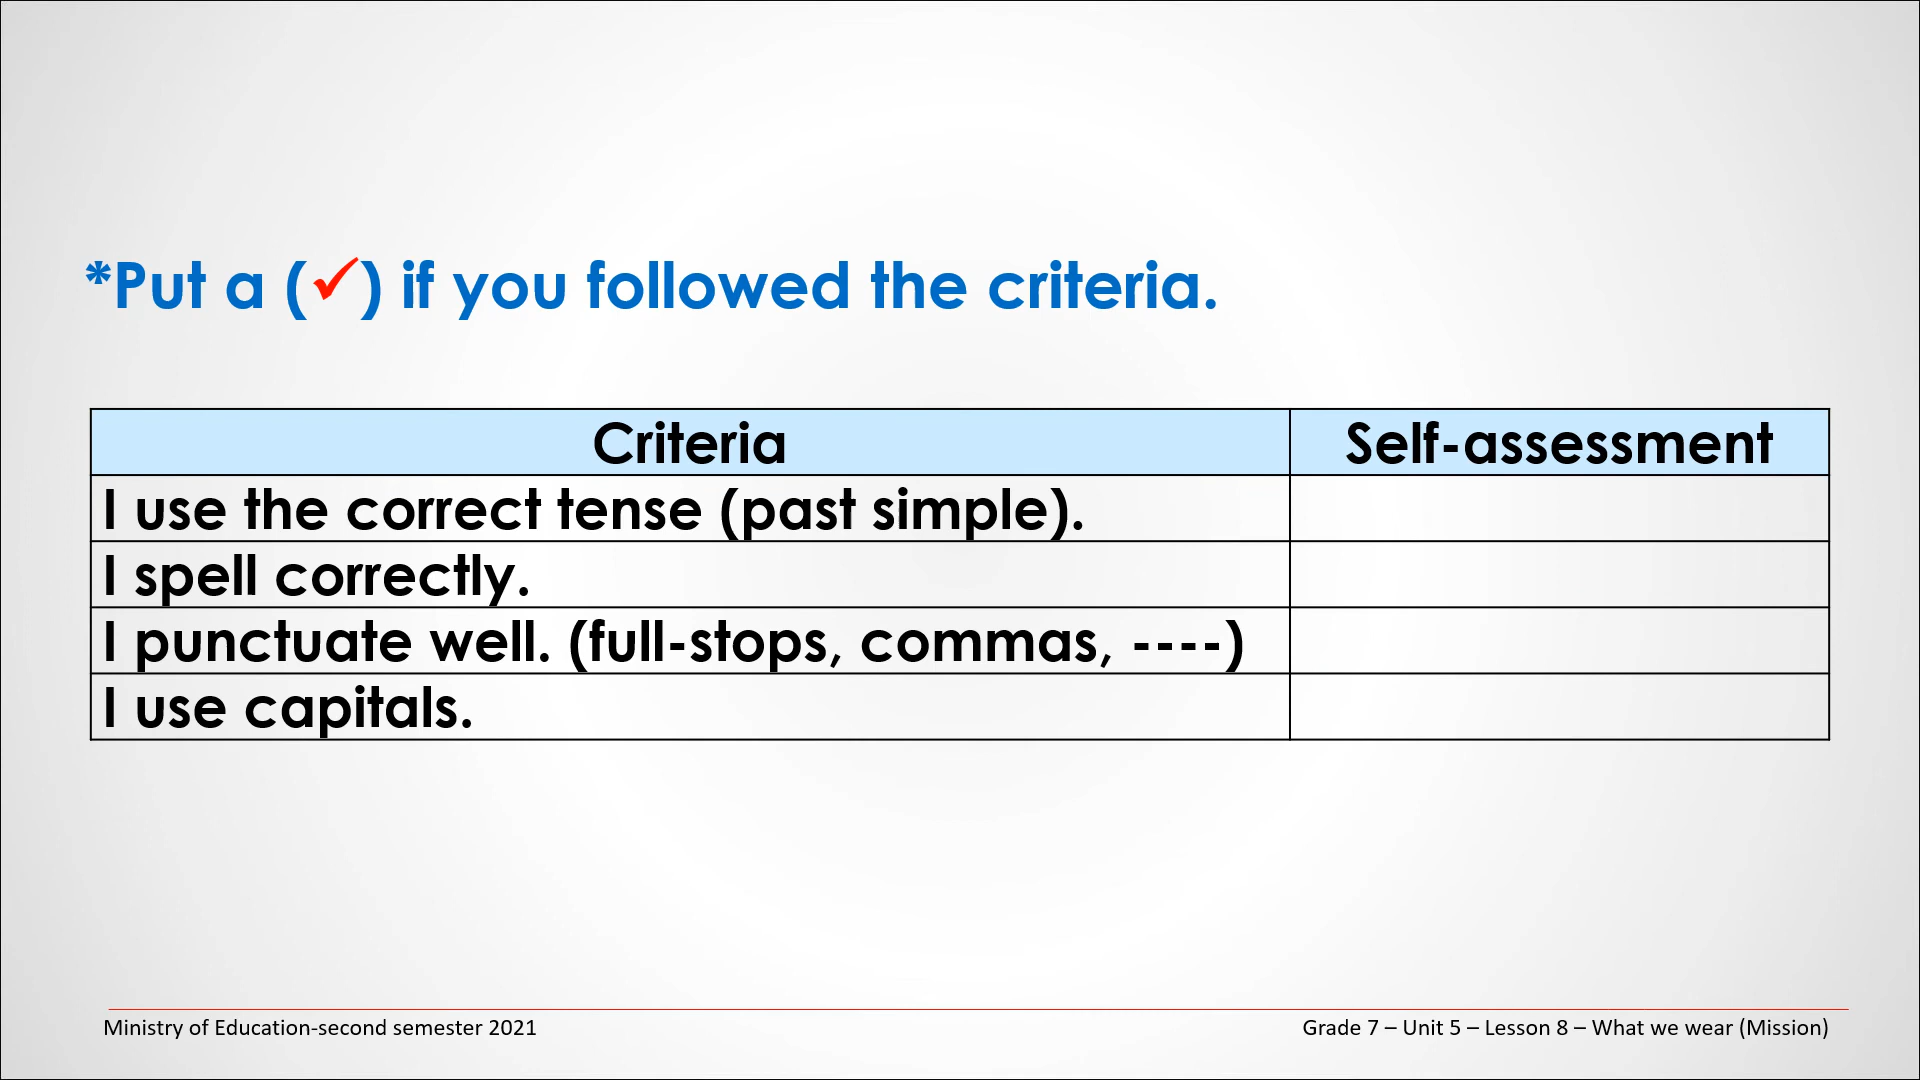 *Put a (✓) if you followed the criteria.
Criteria Self-assessment
I use the correct tense (past simple).
I spell correctly.
I punctuate well. (full-stops, commas, ----)
I use capitals.
Ministry of Education-second semester 2021 Grade 7 – Unit 5 – Lesson 8 – What we wear (Mission)